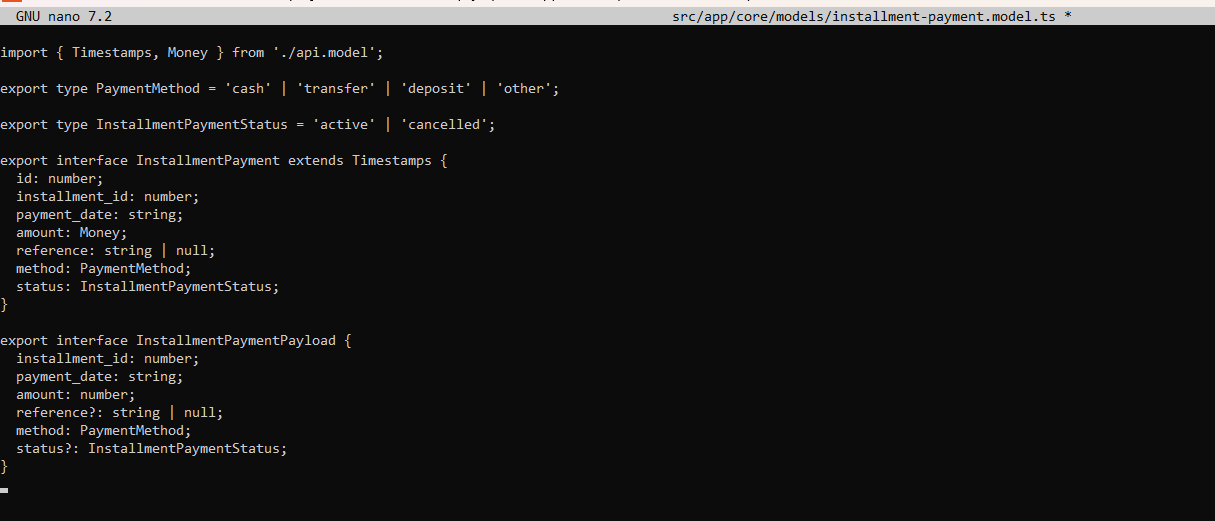 GNU nano 7.2 src/app/core/models/installment-payment.model.ts *
import { Timestamps, Money } from './api.model';
export type PaymentMethod = 'cash' | 'transfer' | 'deposit' | 'other';
export type InstallmentPaymentStatus = 'active' | 'cancelled';
export interface InstallmentPayment extends Timestamps {
  id: number;
  installment_id: number;
  payment_date: string;
  amount: Money;
  reference: string | null;
  method: PaymentMethod;
  status: InstallmentPaymentStatus;
}
export interface InstallmentPaymentPayload {
  installment_id: number;
  payment_date: string;
  amount: number;
  reference?: string | null;
  method: PaymentMethod;
  status?: InstallmentPaymentStatus;
}